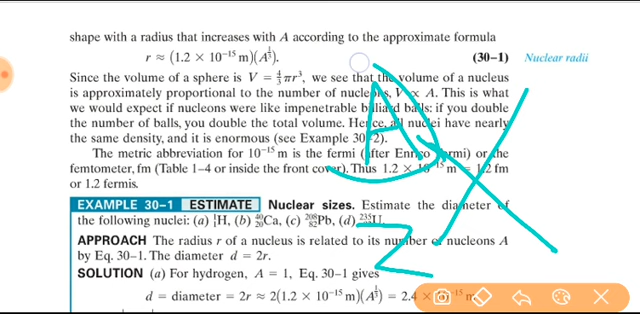 shape with a radius that increases with A according to the approximate formula
r ≈ (1.2 × 10⁻¹⁵ m)(A^⅓). (30–1) Nuclear radii
Since the volume of a sphere is V = 4/3 πr³, we see that the volume of a nucleus
is approximately proportional to the number of nucleons, V ∝ A. This is what
we would expect if nucleons were like impenetrable billiard balls: if you double
the number of balls, you double the total volume. Hence, all nuclei have nearly
the same density, and it is enormous (see Example 30–2).
The metric abbreviation for 10⁻¹⁵ m is the fermi (after Enrico Fermi) or the
femtometer, fm (Table 1–4 or inside the front cover). Thus 1.2 × 10⁻¹⁵ m = 1.2 fm
or 1.2 fermis.
EXAMPLE 30–1 ESTIMATE Nuclear sizes. Estimate the diameter of
the following nuclei: (a) ¹₁H, (b) ⁴⁰₂₀Ca, (c) ²⁰⁸₈₂Pb, (d) ²³⁵U.
APPROACH The radius r of a nucleus is related to its number of nucleons A
by Eq. 30–1. The diameter d = 2r.
SOLUTION (a) For hydrogen, A = 1, Eq. 30–1 gives
d = diameter = 2r ≈ 2(1.2 × 10⁻¹⁵ m)(A^⅓) = 2.4 ×
A
X
Z